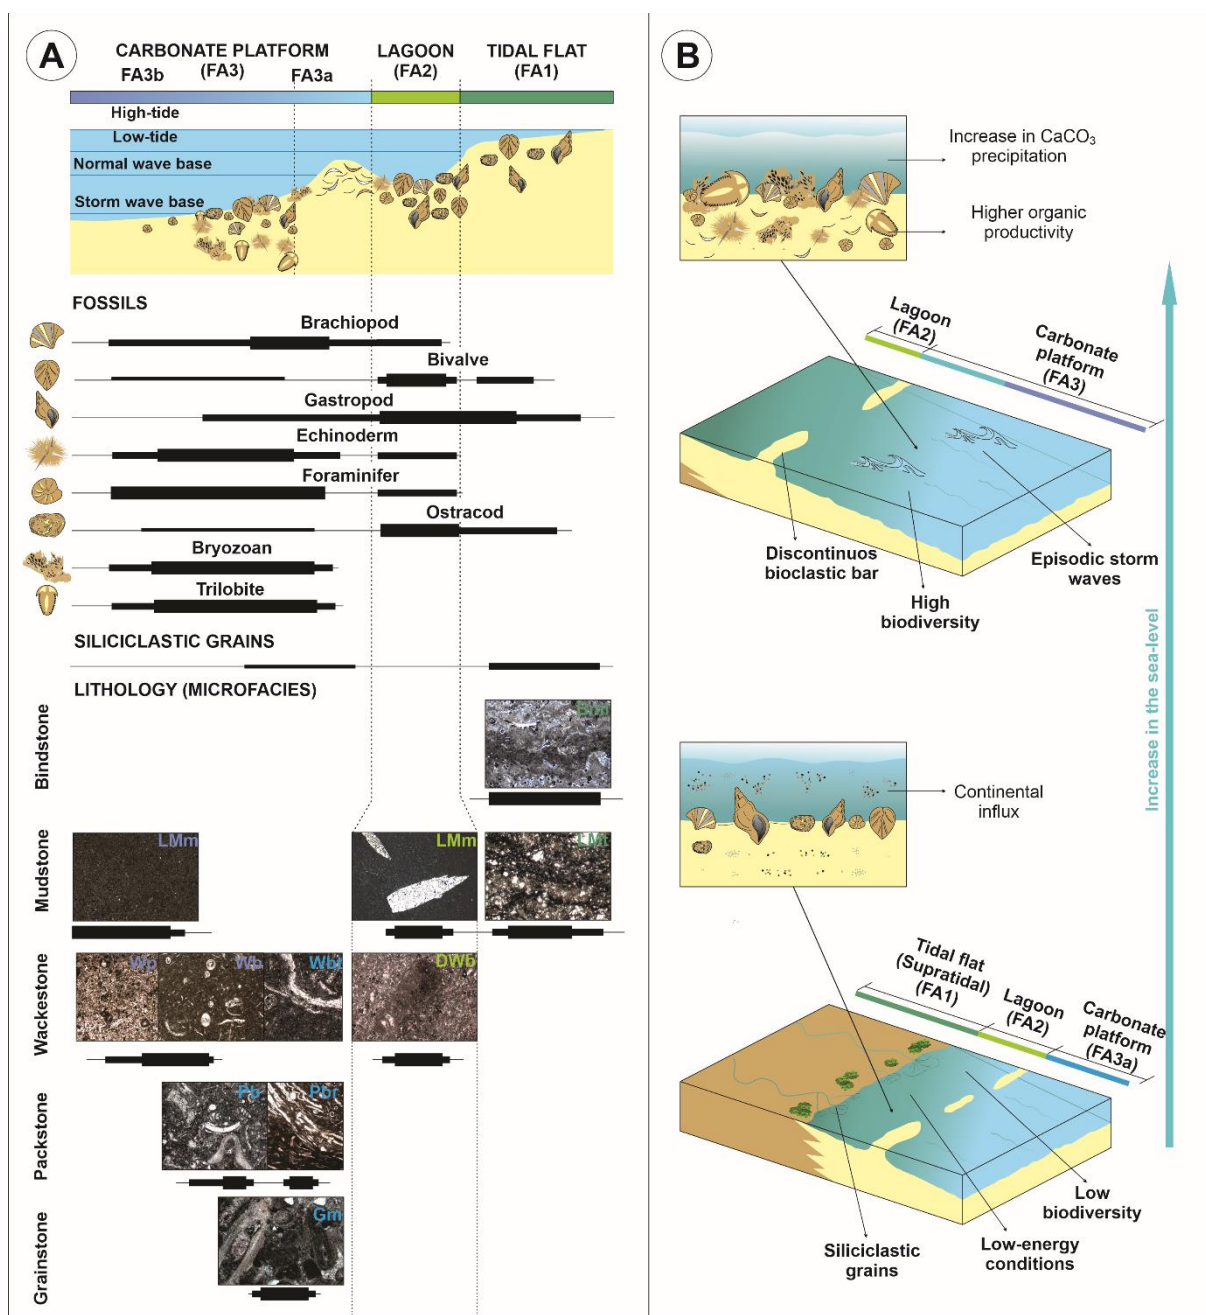 A
CARBONATE PLATFORM
(FA3)
FA3b
FA3a
LAGOON
(FA2)
TIDAL FLAT
(FA1)
High-tide
Low-tide
Normal wave base
Storm wave base
FOSSILS
Brachiopod
Bivalve
Gastropod
Echinoderm
Foraminifer
Ostracod
Bryozoan
Trilobite
SILICICLASTIC GRAINS
LITHOLOGY (MICROFACIES)
Bindstone
Mudstone
LMm
LMm
Wackestone
Wp
Wb
Wbr
DWb
Packstone
Pb
Pbr
Grainstone
Gm
B
Increase in CaCO₃
precipitation
Higher organic
productivity
Lagoon
(FA2)
Carbonate
platform
(FA3)
Discontinuos
bioclastic bar
High
biodiversity
Episodic storm
waves
Increase in the sea-level
Continental
influx
Tidal flat
(Supratidal)
(FA1)
Lagoon
(FA2)
Carbonate
platform
(FA3a)
Low
biodiversity
Low-energy
conditions
Siliciclastic
grains